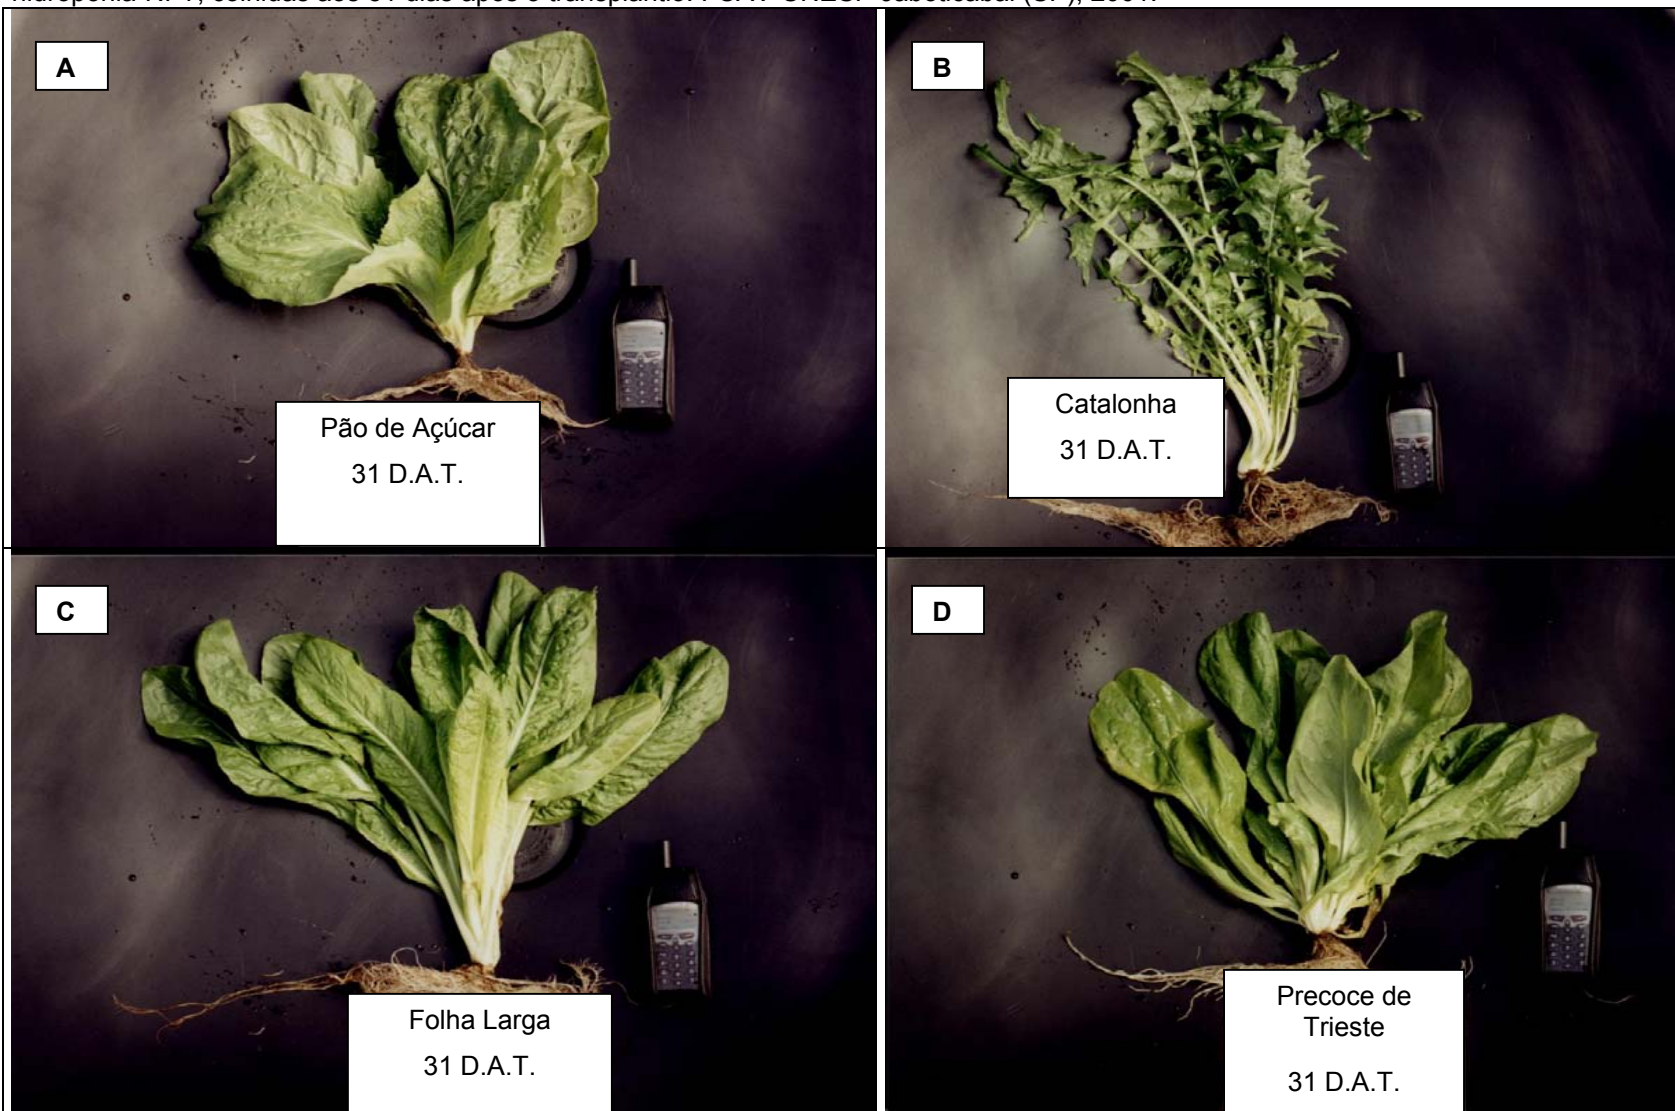 A
B
Pão de Açúcar
31 D.A.T.
Catalonha
31 D.A.T.
C
D
Folha Larga
31 D.A.T.
Precoce de
Trieste
31 D.A.T.